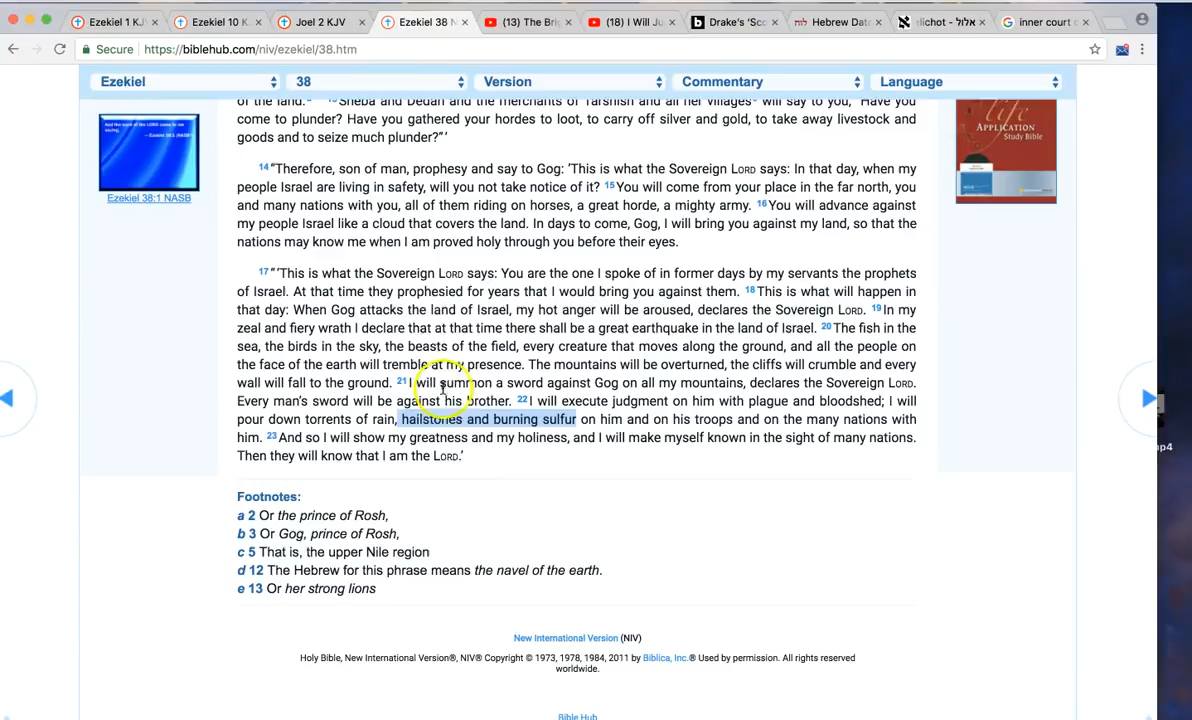 Ezekiel 1 KJ
Ezekiel 10 K
Joel 2 KJV
Ezekiel 38 N
(13) The Brid
(18) I Will Ju
Drake's 'Sco
לוח Hebrew Date
elichot - אלול
inner court o
Secure https://biblehub.com/niv/ezekiel/38.htm
Ezekiel 38 Version Commentary Language
of the land. Sheba and Dedan and the merchants of Tarshish and all her villages will say to you, "Have you
come to plunder? Have you gathered your hordes to loot, to carry off silver and gold, to take away livestock and
goods and to seize much plunder?"'
Ezekiel 38:1 NASB
APPLICATION
Study Bible
14 "Therefore, son of man, prophesy and say to Gog: 'This is what the Sovereign LORD says: In that day, when my
people Israel are living in safety, will you not take notice of it? 15 You will come from your place in the far north, you
and many nations with you, all of them riding on horses, a great horde, a mighty army. 16 You will advance against
my people Israel like a cloud that covers the land. In days to come, Gog, I will bring you against my land, so that the
nations may know me when I am proved holy through you before their eyes.
17 "'This is what the Sovereign LORD says: You are the one I spoke of in former days by my servants the prophets
of Israel. At that time they prophesied for years that I would bring you against them. 18 This is what will happen in
that day: When Gog attacks the land of Israel, my hot anger will be aroused, declares the Sovereign LORD. 19 In my
zeal and fiery wrath I declare that at that time there shall be a great earthquake in the land of Israel. 20 The fish in the
sea, the birds in the sky, the beasts of the field, every creature that moves along the ground, and all the people on
the face of the earth will tremble at my presence. The mountains will be overturned, the cliffs will crumble and every
wall will fall to the ground. 21 I will summon a sword against Gog on all my mountains, declares the Sovereign LORD.
Every man's sword will be against his brother. 22 I will execute judgment on him with plague and bloodshed; I will
pour down torrents of rain, hailstones and burning sulfur on him and on his troops and on the many nations with
him. 23 And so I will show my greatness and my holiness, and I will make myself known in the sight of many nations.
Then they will know that I am the LORD.'
mp4
Footnotes:
a 2 Or the prince of Rosh,
b 3 Or Gog, prince of Rosh,
c 5 That is, the upper Nile region
d 12 The Hebrew for this phrase means the navel of the earth.
e 13 Or her strong lions
New International Version (NIV)
Holy Bible, New International Version®, NIV® Copyright © 1973, 1978, 1984, 2011 by Biblica, Inc.® Used by permission. All rights reserved
worldwide.
Bible Hub